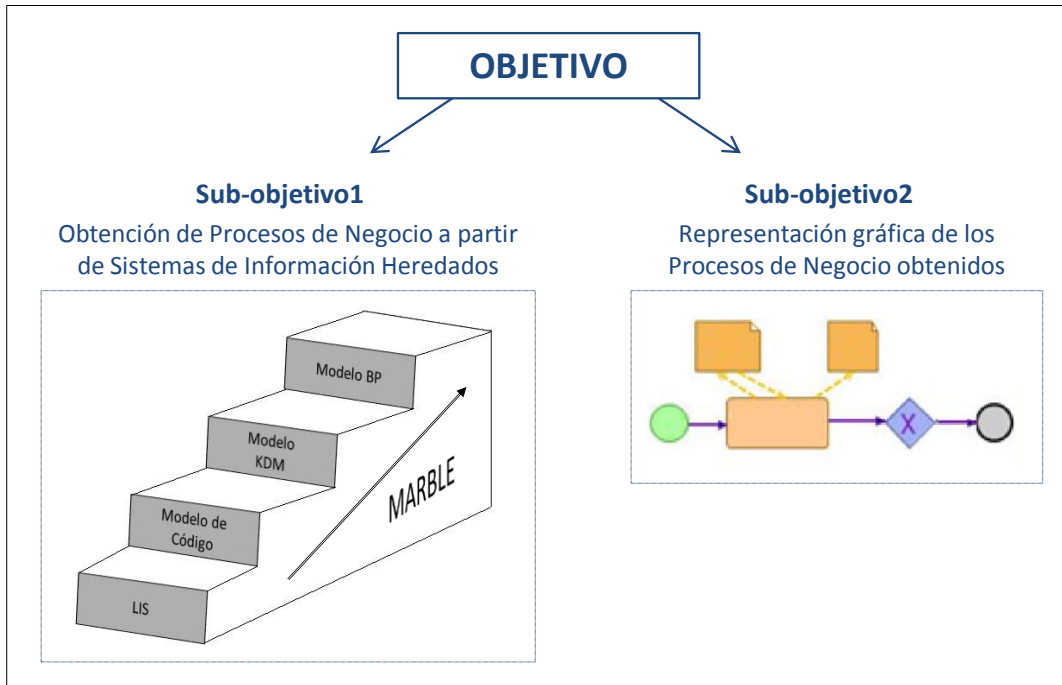 OBJETIVO
Sub-objetivo1
Obtención de Procesos de Negocio a partir
de Sistemas de Información Heredados
Sub-objetivo2
Representación gráfica de los
Procesos de Negocio obtenidos
Modelo BP
Modelo
KDM
Modelo de
Código
LIS
MARBLE
X